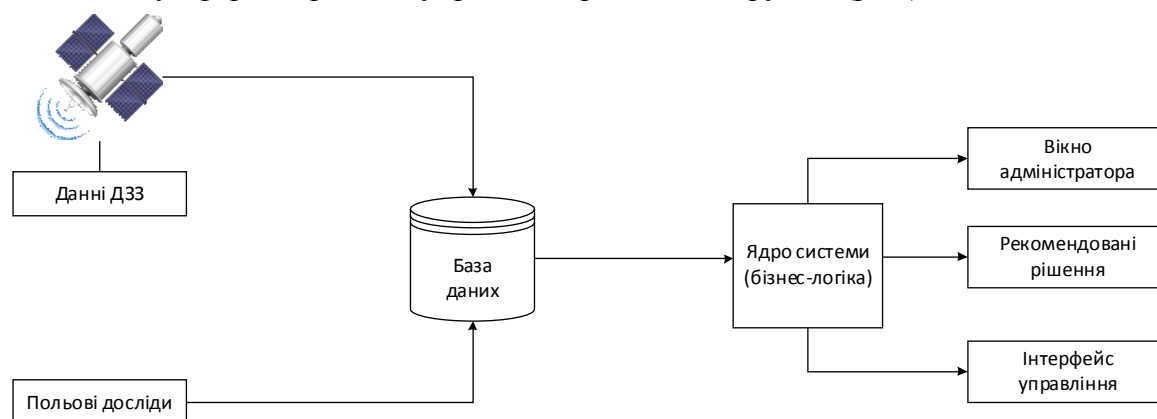 Данні ДЗЗ
База
даних
Ядро системи
(бізнес-логіка)
Вікно
адміністратора
Рекомендовані
рішення
Інтерфейс
управління
Польові досліди